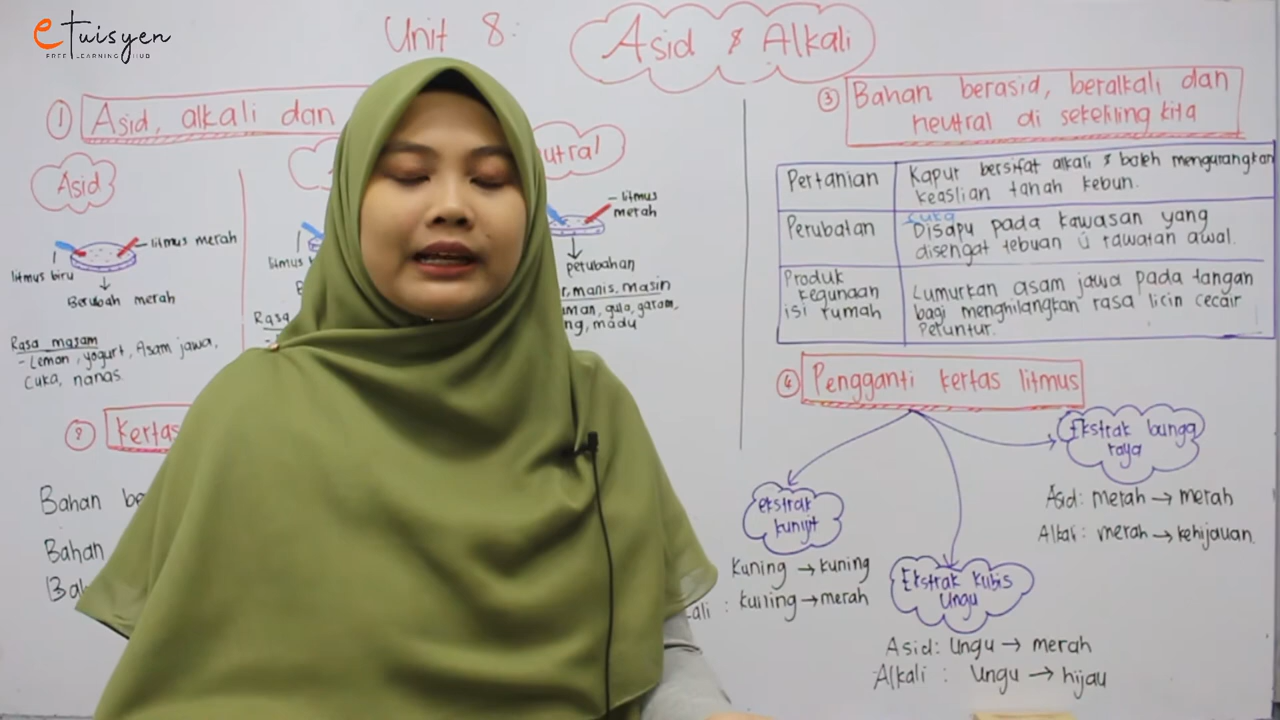 eTuisyen
FREE LEARNING HUB
Unit 8:
Asid & Alkali
① Asid, alkali dan
Asid
litmus merah
litmus biru
Berubah merah
Rasa masam
- Lemon, yogurt, Asam jawa,
Cuka, nanas.
litmus b
Rasa
utral
litmus
merah
perubahan
r, manis, masin
gula, garam,
ng, madu
Kertas
Bahan be
Bahan
③ Bahan berasid, beralkali dan
neutral di sekeliling kita
Pertanian
Kapur bersifat alkali & boleh mengurangkan
keaslian tanah kebun.
Perubatan
cuka
Disapu pada kawasan yang
disengat tebuan û rawatan awal.
Produk
kegunaan
isi rumah
Lumurkan asam jawa pada tangan
bagi menghilangkan rasa licin cecair
Peluntur.
④ Pengganti kertas litmus
ekstrak
kunyit
Kuning → kuning
ali : kuning → merah
Ekstrak Kubis
Ungu
Asid: Ungu → merah
Alkali : Ungu → hijau
Ekstrak bunga
raya
Asid: merah → merah
Alkali: merah → kehijauan.